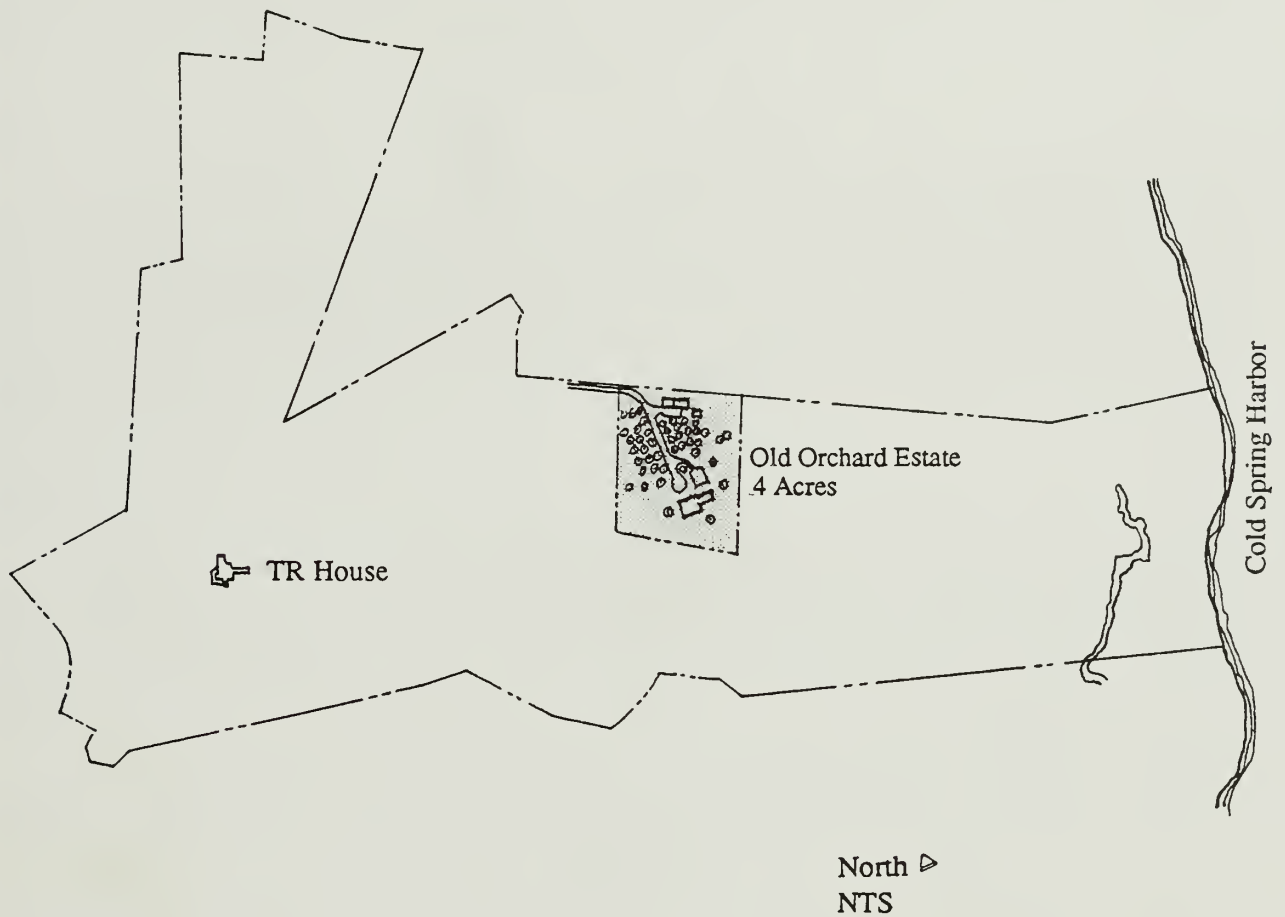 Old Orchard Estate
4 Acres
TR House
Cold Spring Harbor
North
NTS